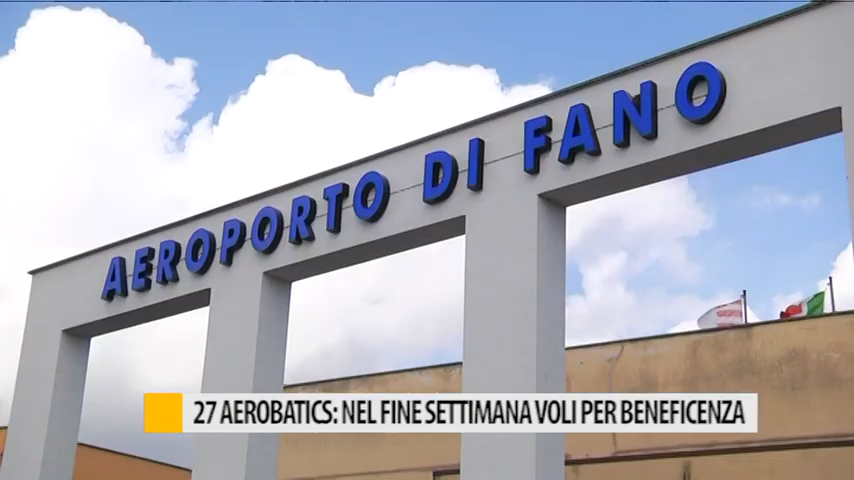 AEROPORTO DI FANO
27 AEROBATICS: NEL FINE SETTIMANA VOLI PER BENEFICENZA